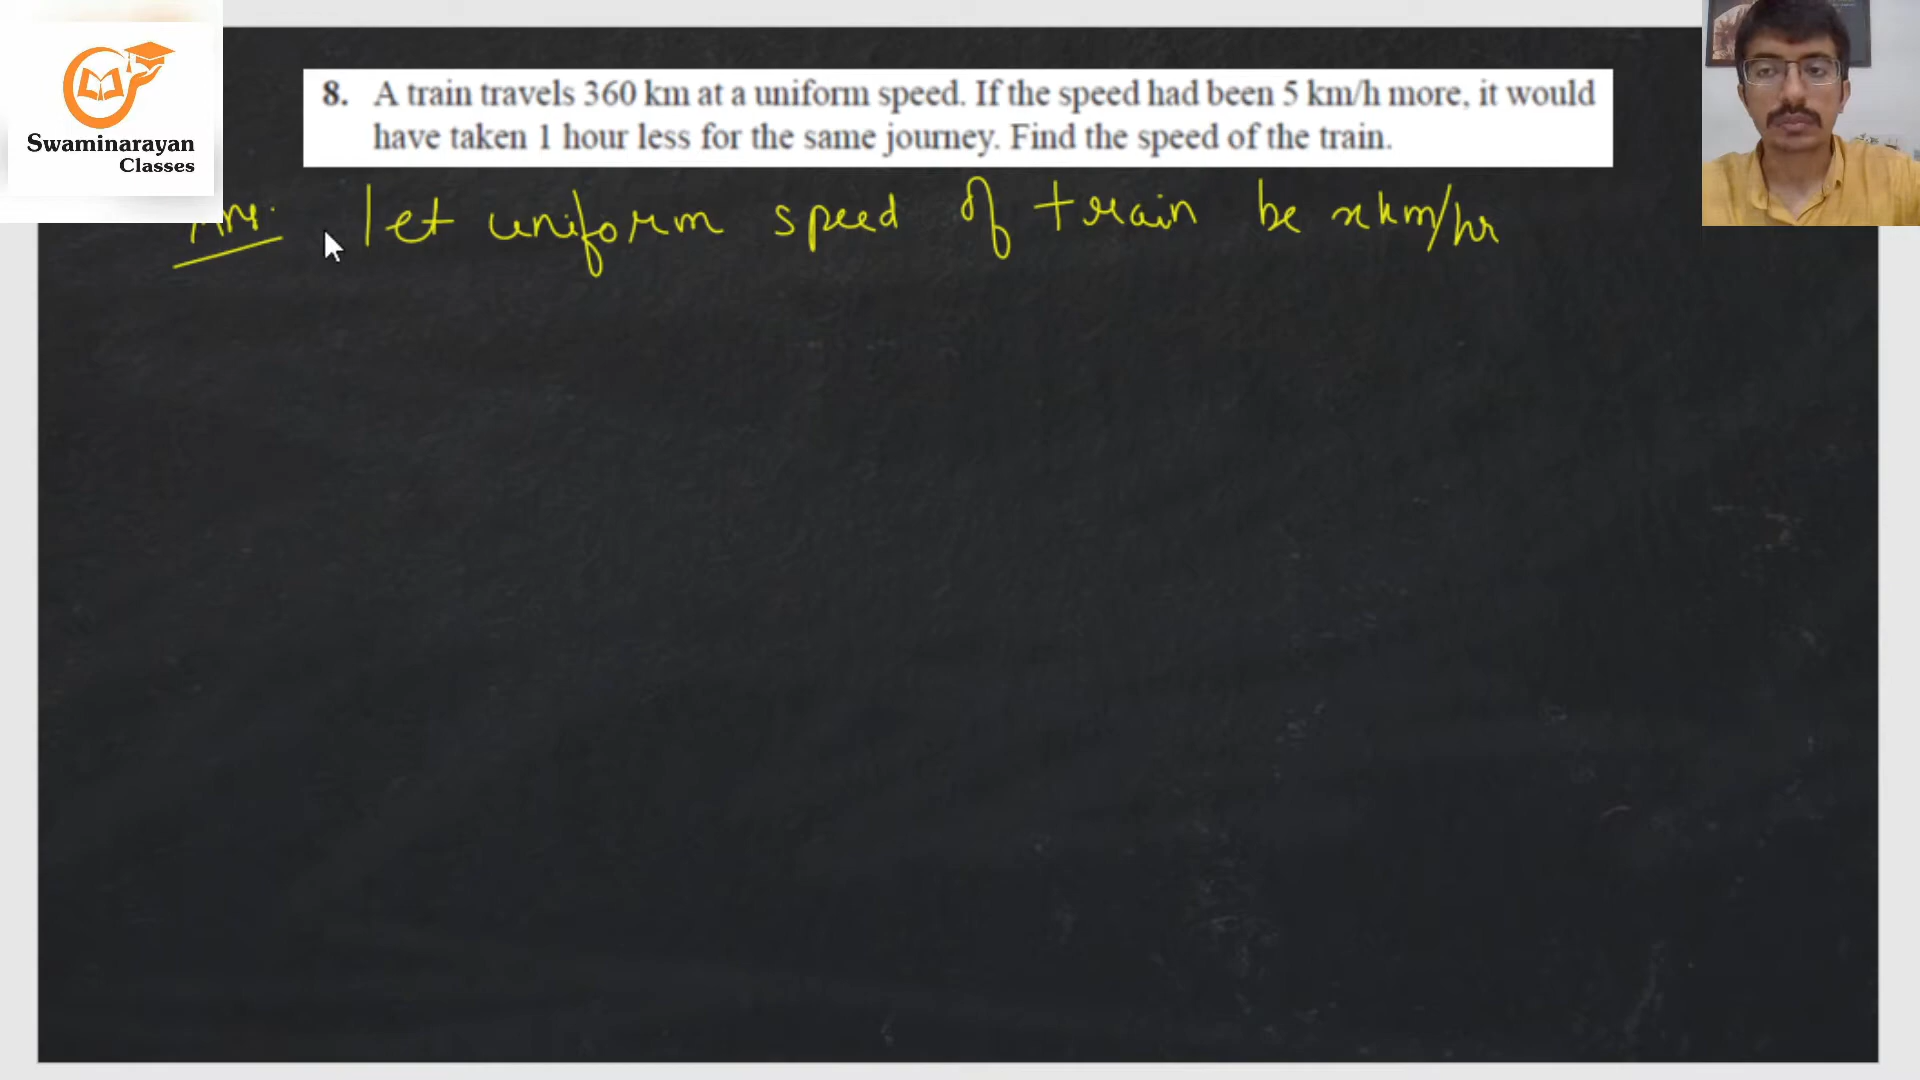 Swaminarayan
Classes
8. A train travels 360 km at a uniform speed. If the speed had been 5 km/h more, it would
have taken 1 hour less for the same journey. Find the speed of the train.
Ans. let uniform speed of train be x km/hr